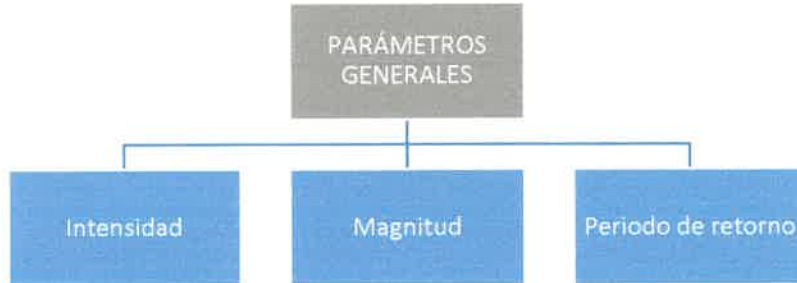 PARÁMETROS
GENERALES
Intensidad
Magnitud
Periodo de retorno